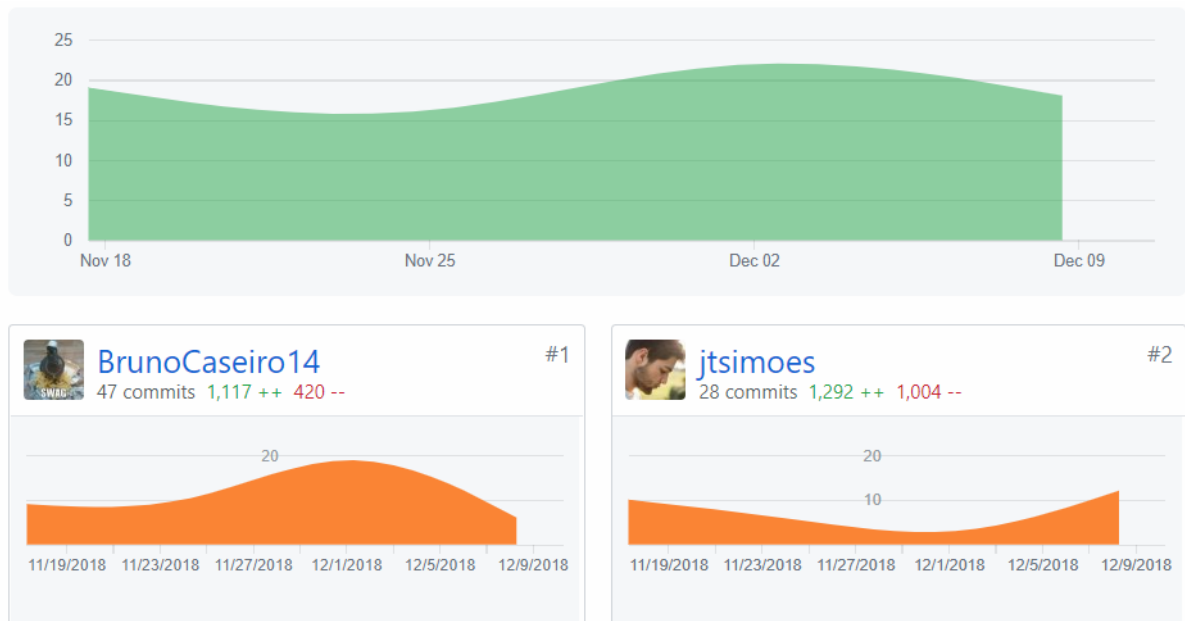 25
20
15
10
5
0
Nov 18 Nov 25 Dec 02 Dec 09
BrunoCaseiro14 #1
47 commits 1,117 ++ 420 --
SWAG
20
11/19/2018 11/23/2018 11/27/2018 12/1/2018 12/5/2018 12/9/2018
jtsimoes #2
28 commits 1,292 ++ 1,004 --
20
10
11/19/2018 11/23/2018 11/27/2018 12/1/2018 12/5/2018 12/9/2018